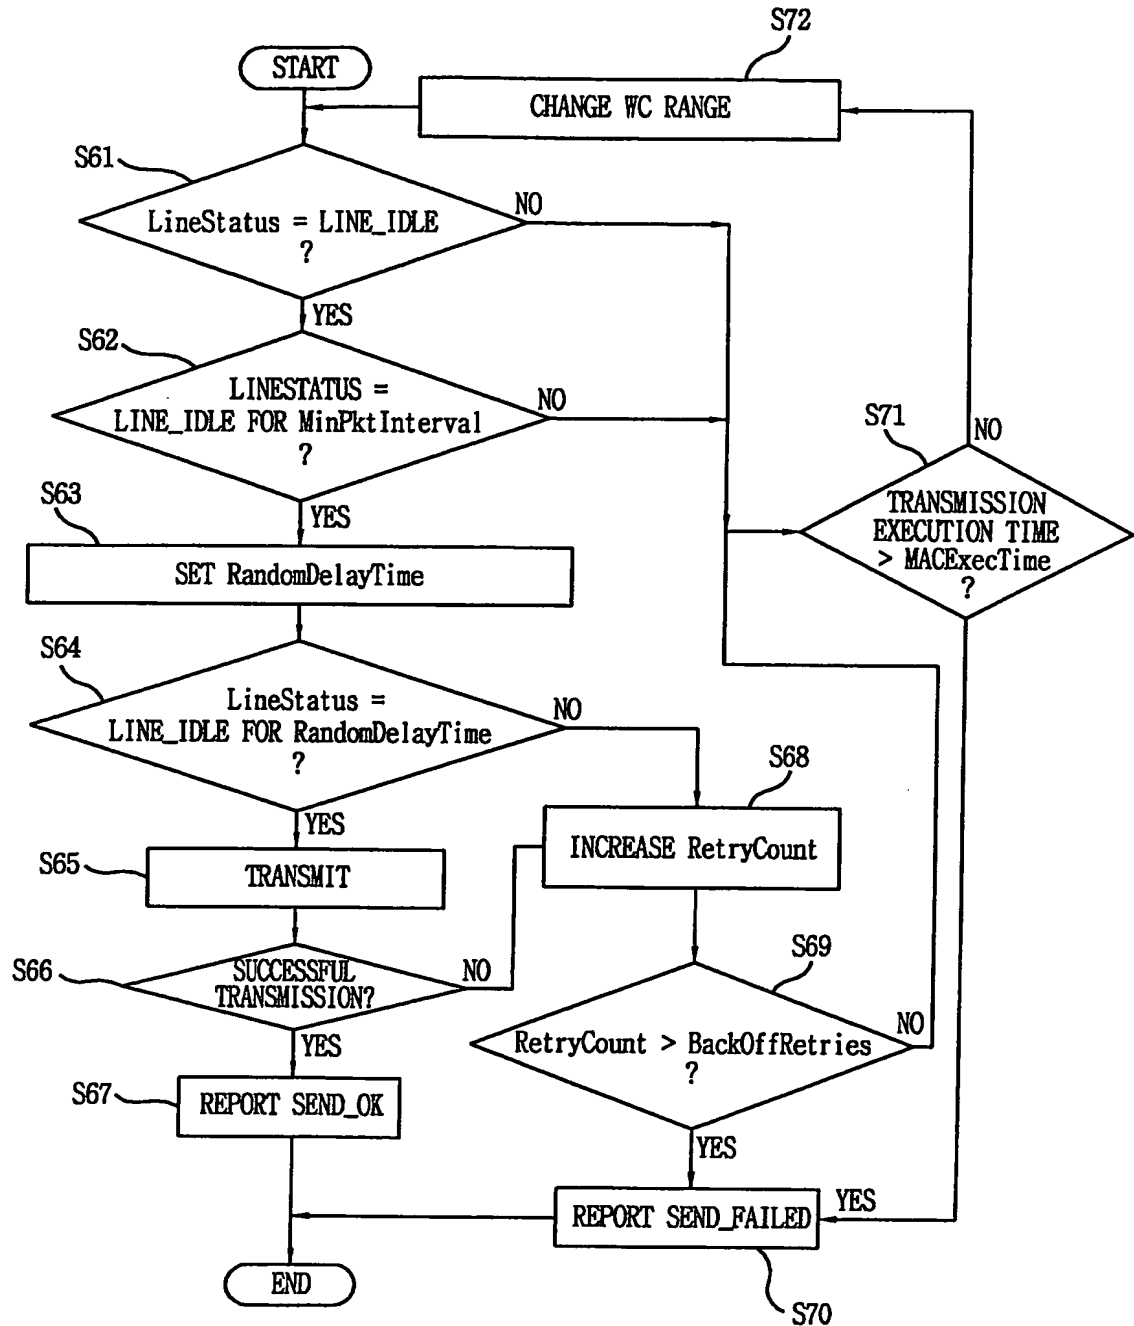 S72
START
CHANGE WC RANGE
S61
LineStatus = LINE_IDLE
?
NO
YES
S62
LINESTATUS =
LINE_IDLE FOR MinPktInterval
?
NO
S71
NO
TRANSMISSION
EXECUTION TIME
> MACExecTime
?
S63
YES
SET RandomDelayTime
S64
LineStatus =
LINE_IDLE FOR RandomDelayTime
?
NO
S68
YES
INCREASE RetryCount
S65
TRANSMIT
S69
S66
SUCCESSFUL
TRANSMISSION?
NO
NO
RetryCount > BackOffRetries
?
YES
S67
REPORT SEND_OK
YES
YES
REPORT SEND_FAILED
END
S70